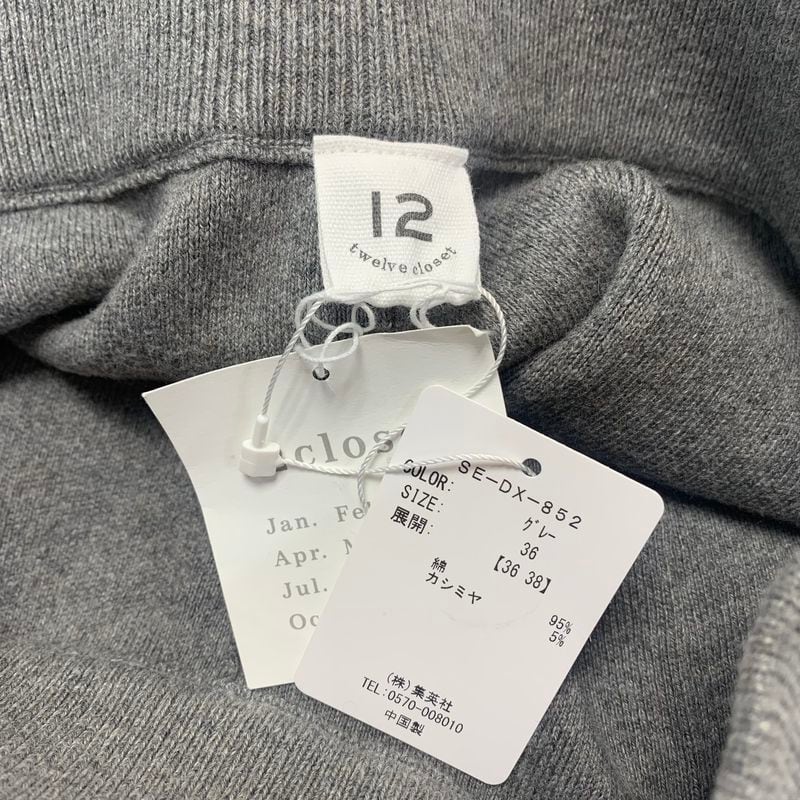 12
twelve closet
closet
Jan. Fe
Apr. M
Jul.
Oc
SE-DX-852
COLOR: グレー
SIZE: 36
展開: 【36 38】
綿 95%
カシミヤ 5%
(株)集英社
TEL:0570-008010
中国製